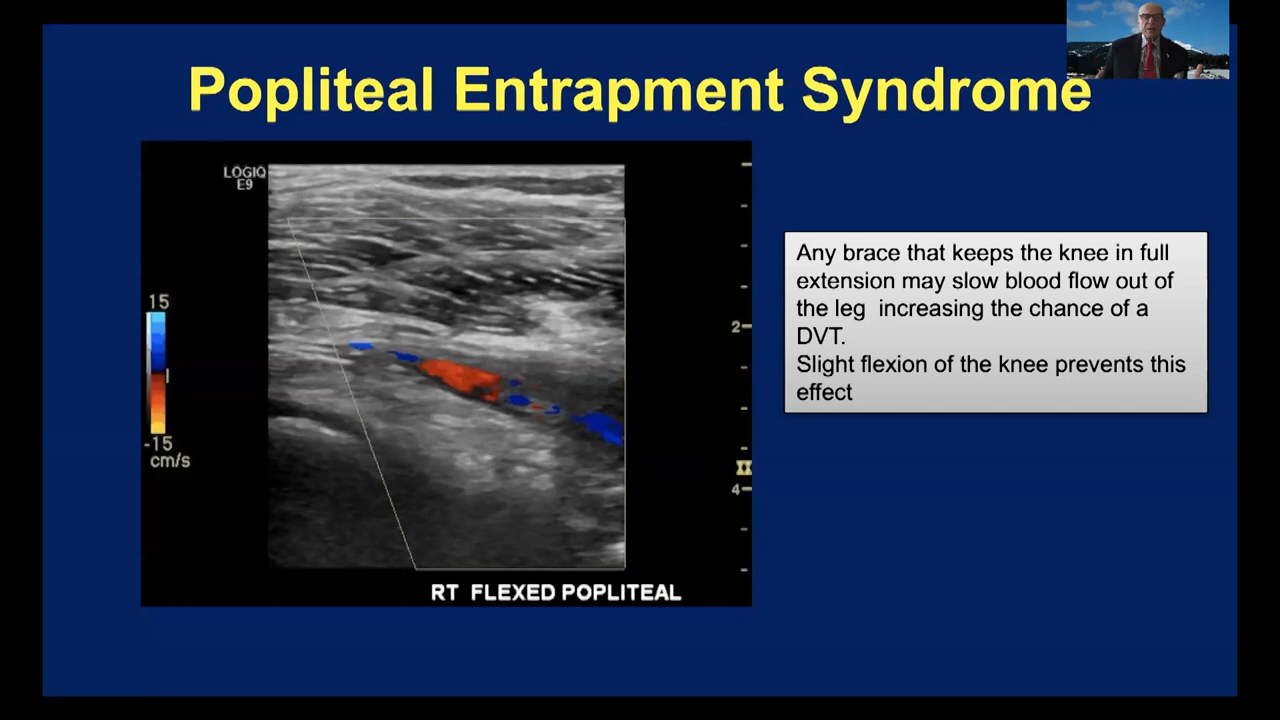 Popliteal Entrapment Syndrome
LOGIQ
E9
15
-15
cm/s
2
4
RT FLEXED POPLITEAL
Any brace that keeps the knee in full
extension may slow blood flow out of
the leg  increasing the chance of a
DVT.
Slight flexion of the knee prevents this
effect